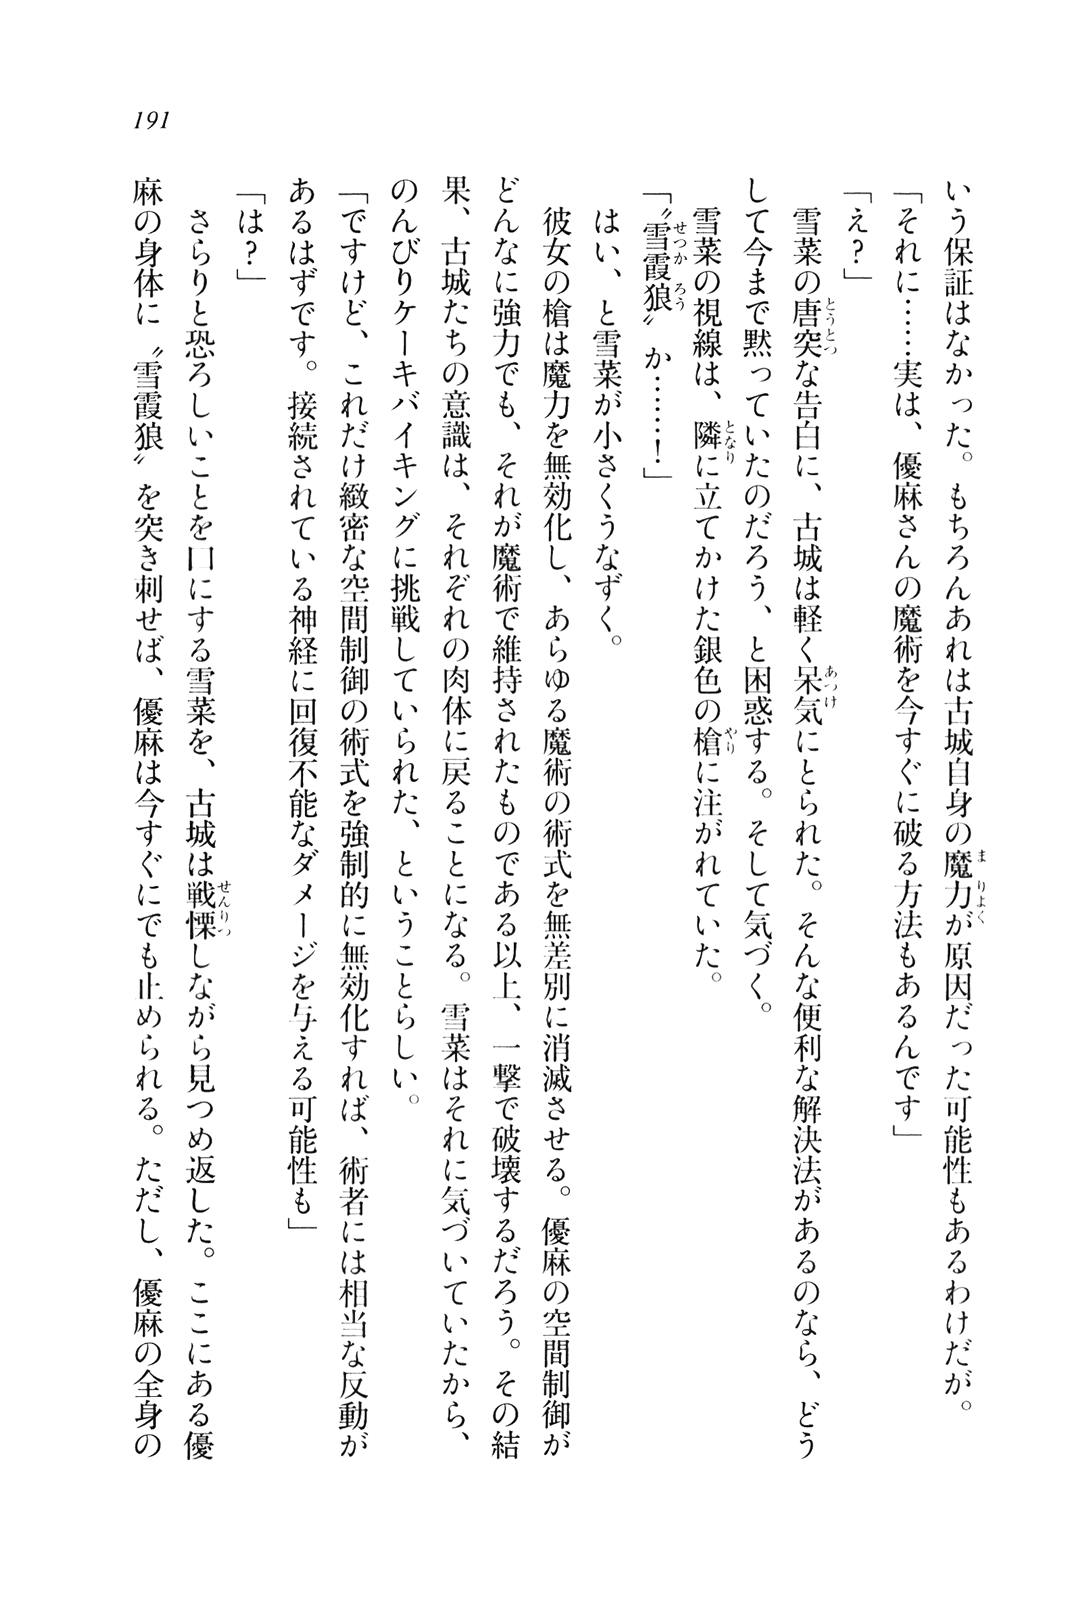 191
いう保証はなかった。もちろんあれは古城自身の魔力が原因だった可能性もあるわけだが。
「それに……実は、優麻さんの魔術を今すぐに破る方法もあるんです」
「え？」
　雪菜の唐突な告白に、古城は軽く呆気にとられた。そんな便利な解決法があるのなら、どう
して今まで黙っていたのだろう、と困惑する。そして気づく。
　雪菜の視線は、隣に立てかけた銀色の槍に注がれていた。
「〝雪霞狼〟か……！」
　はい、と雪菜が小さくうなずく。
　彼女の槍は魔力を無効化し、あらゆる魔術の術式を無差別に消滅させる。優麻の空間制御が
どんなに強力でも、それが魔術で維持されたものである以上、一撃で破壊するだろう。その結
果、古城たちの意識は、それぞれの肉体に戻ることになる。雪菜はそれに気づいていたから、
のんびりケーキバイキングに挑戦していられた、ということらしい。
「ですけど、これだけ緻密な空間制御の術式を強制的に無効化すれば、術者には相当な反動が
あるはずです。接続されている神経に回復不能なダメージを与える可能性も」
「は？」
　さらりと恐ろしいことを口にする雪菜を、古城は戦慄しながら見つめ返した。ここにある優
麻の身体に〝雪霞狼〟を突き刺せば、優麻は今すぐにでも止められる。ただし、優麻の全身の